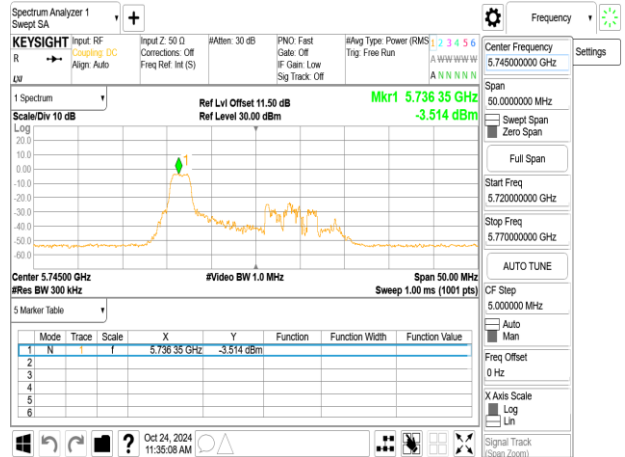 Spectrum Analyzer 1
Swept SA
Frequency
KEYSIGHT
R
Input: RF
Coupling: DC
Align: Auto
Input Z: 50 Ω
Corrections: Off
Freq Ref: Int (S)
#Atten: 30 dB
PNO: Fast
Gate: Off
IF Gain: Low
Sig Track: Off
#Avg Type: Power (RMS
Trig: Free Run
1 2 3 4 5 6
A W W W W W
A N N N N N
Center Frequency
5.745000000 GHz
Settings
Span
50.0000000 MHz
Swept Span
Zero Span
Full Span
Start Freq
5.720000000 GHz
Stop Freq
5.770000000 GHz
AUTO TUNE
CF Step
5.000000 MHz
Auto
Man
Freq Offset
0 Hz
X Axis Scale
Log
Lin
Signal Track
(Span Zoom)
1 Spectrum
Scale/Div 10 dB
Ref Lvl Offset 11.50 dB
Ref Level 30.00 dBm
Mkr1 5.736 35 GHz
-3.514 dBm
Log
20.0
10.0
0.00
-10.0
-20.0
-30.0
-40.0
-50.0
-60.0
1
Center 5.74500 GHz
#Res BW 300 kHz
#Video BW 1.0 MHz
Span 50.00 MHz
Sweep 1.00 ms (1001 pts)
5 Marker Table
Mode Trace Scale X Y Function Function Width Function Value
1 N 1 f 5.736 35 GHz -3.514 dBm
2
3
4
5
6
?
Oct 24, 2024
11:35:08 AM